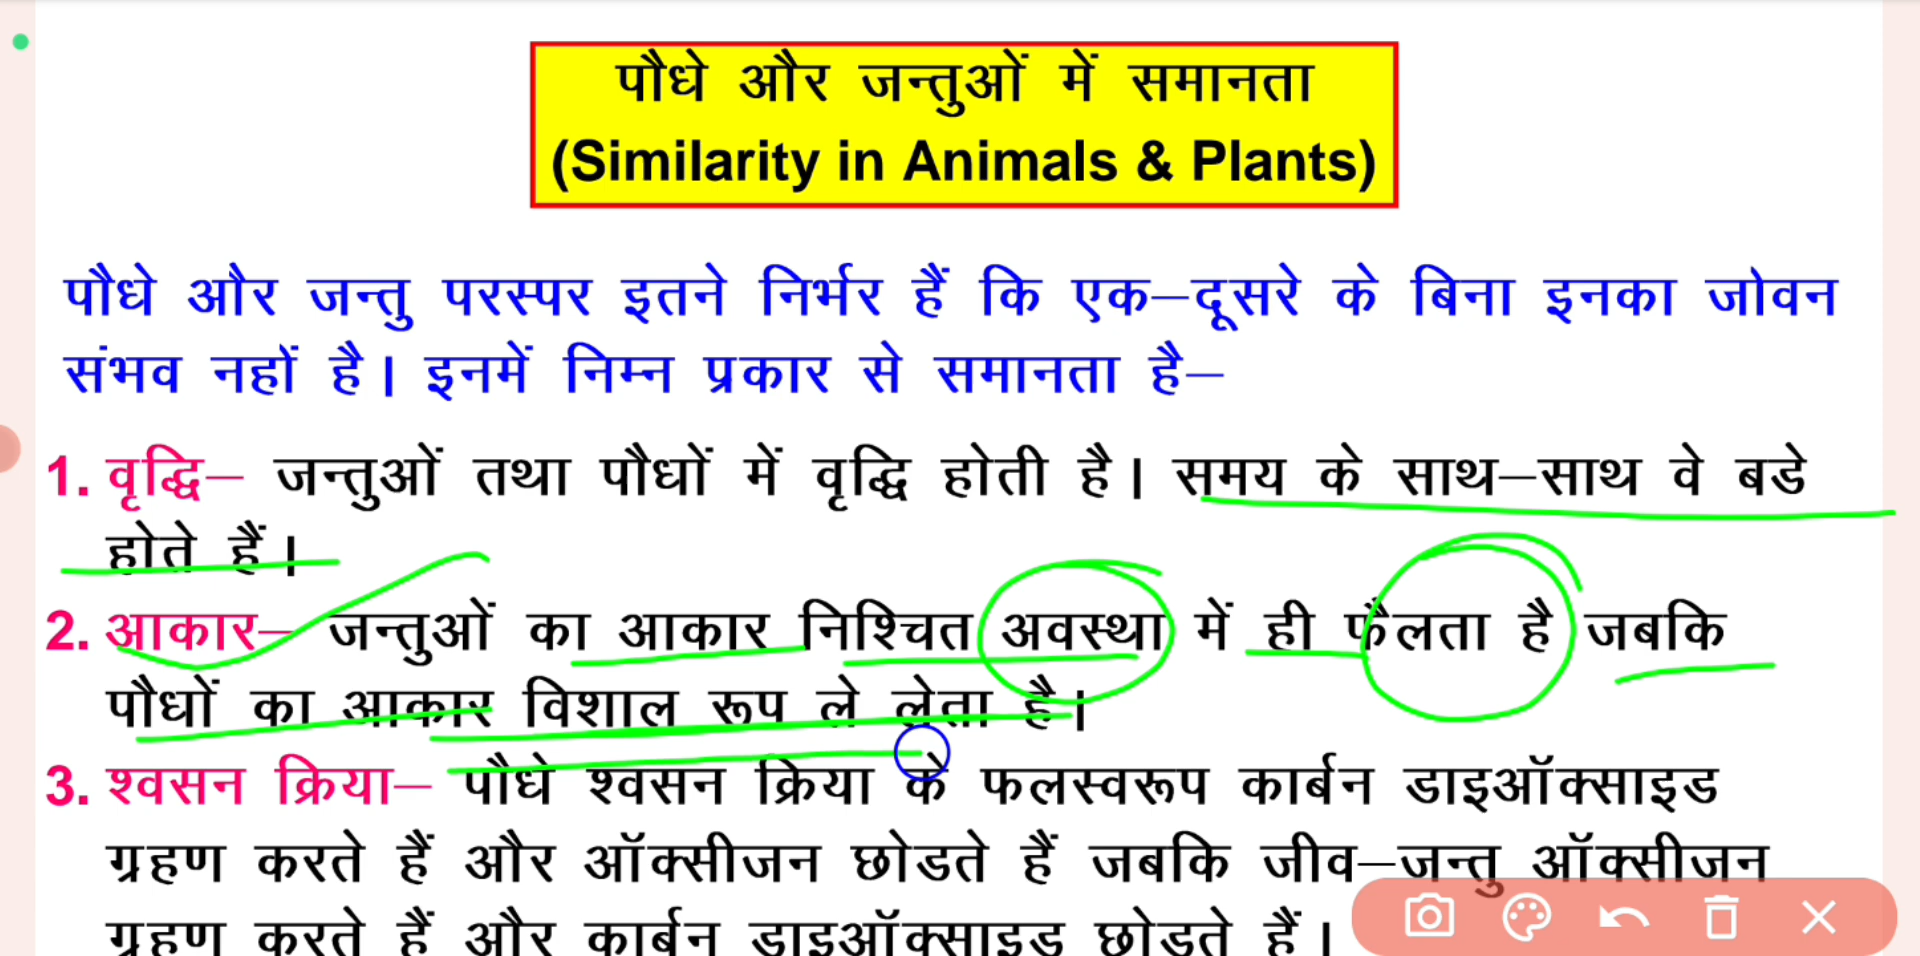 पौधे और जन्तुओं में समानता
(Similarity in Animals & Plants)
पौधे और जन्तु परस्पर इतने निर्भर हैं कि एक–दूसरे के बिना इनका जोवन
संभव नहों है। इनमें निम्न प्रकार से समानता है–
1. वृद्धि– जन्तुओं तथा पौधों में वृद्धि होती है। समय के साथ–साथ वे बडे
होते हैं।
2. आकार– जन्तुओं का आकार निश्चित अवस्था में ही फैलता है जबकि
पौधों का आकार विशाल रूप ले लेता है।
3. श्वसन क्रिया– पौधे श्वसन क्रिया के फलस्वरूप कार्बन डाइऑक्साइड
ग्रहण करते हैं और ऑक्सीजन छोडते हैं जबकि जीव–जन्तु ऑक्सीजन
ग्रहण करते हैं और कार्बन डाइऑक्साइड छोडते हैं।